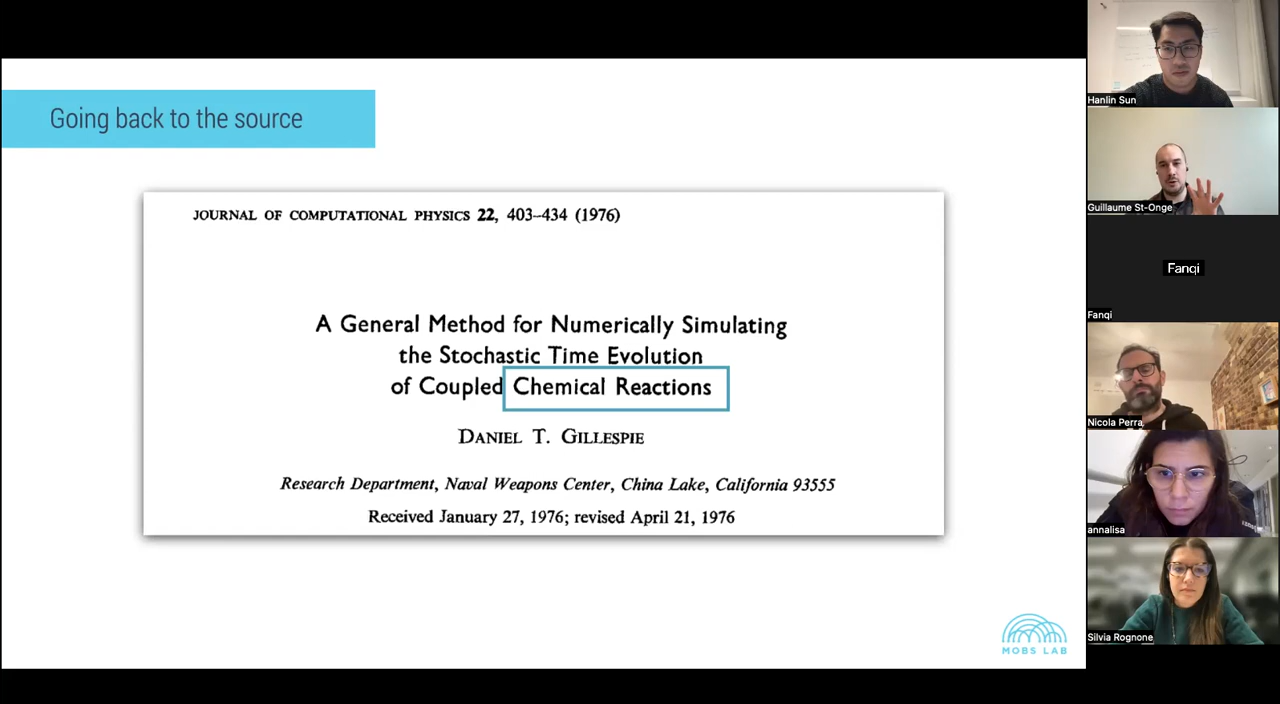 Going back to the source
JOURNAL OF COMPUTATIONAL PHYSICS 22, 403–434 (1976)
A General Method for Numerically Simulating
the Stochastic Time Evolution
of Coupled Chemical Reactions
DANIEL T. GILLESPIE
Research Department, Naval Weapons Center, China Lake, California 93555
Received January 27, 1976; revised April 21, 1976
MOBS LAB
Hanlin Sun
Guillaume St-Onge
Fanqi
Fanqi
Nicola Perra
annalisa
Silvia Rognone